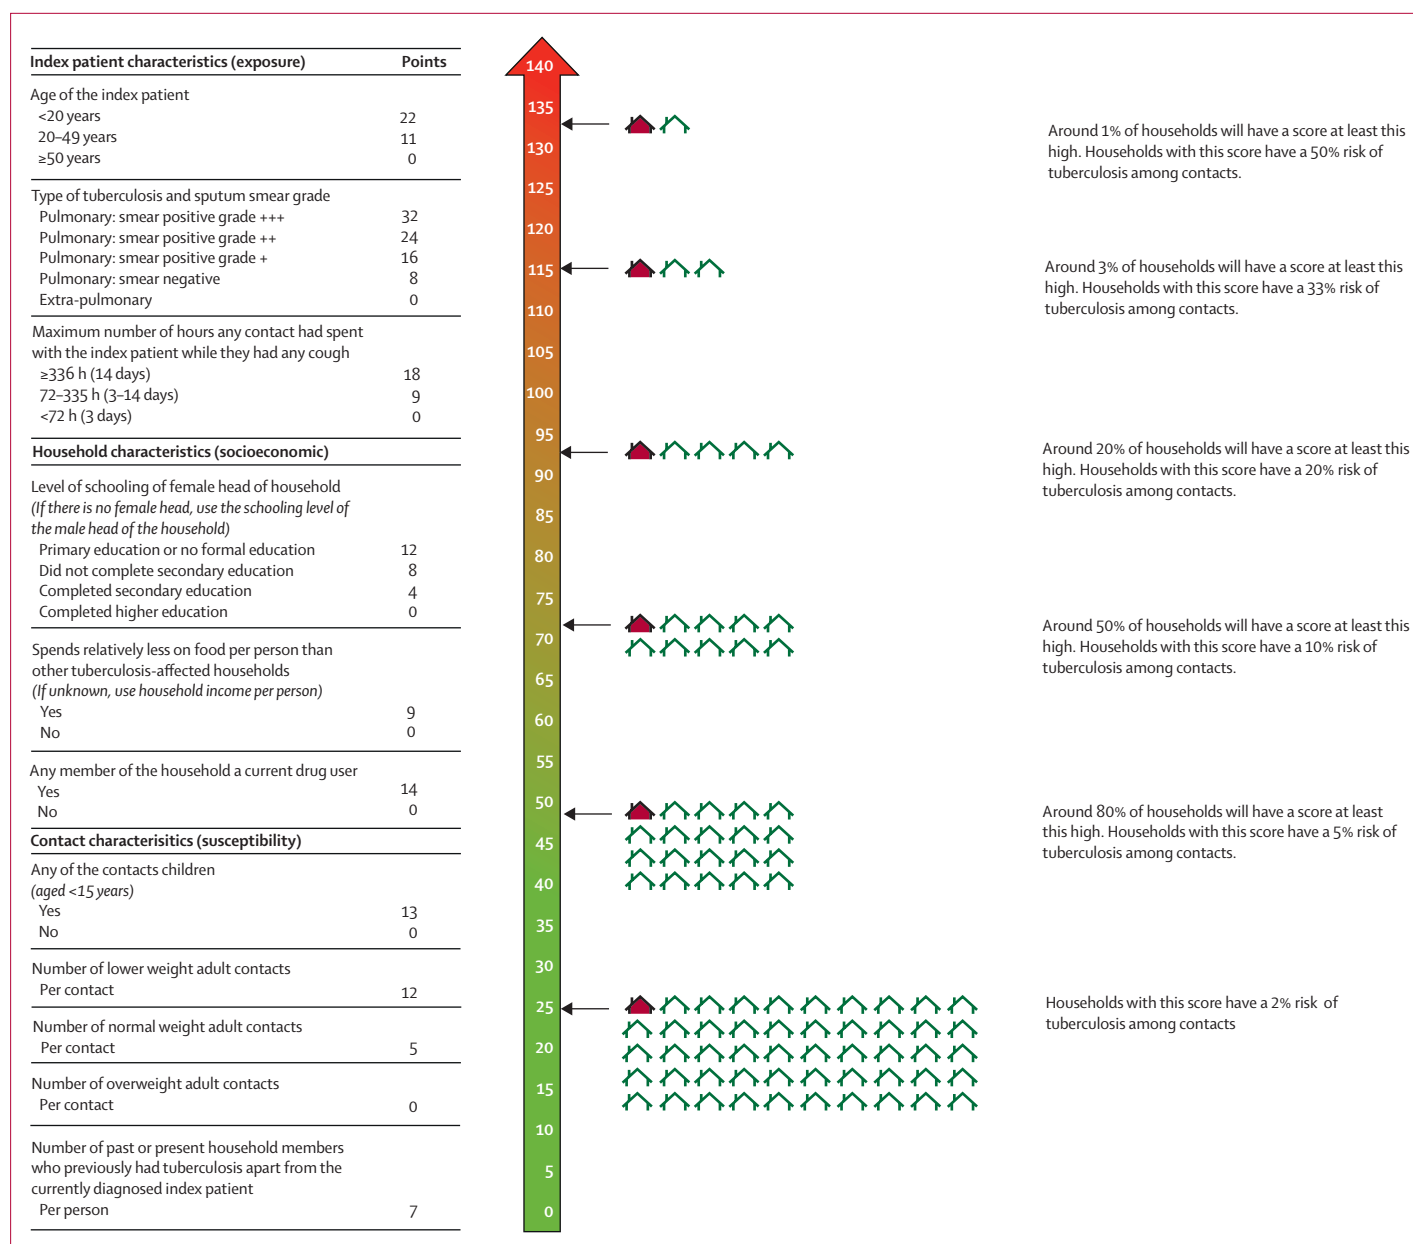 Index patient characteristics (exposure) Points
Age of the index patient
<20 years 22
20–49 years 11
≥50 years 0
Type of tuberculosis and sputum smear grade
Pulmonary: smear positive grade +++ 32
Pulmonary: smear positive grade ++ 24
Pulmonary: smear positive grade + 16
Pulmonary: smear negative 8
Extra-pulmonary 0
Maximum number of hours any contact had spent
with the index patient while they had any cough
≥336 h (14 days) 18
72–335 h (3–14 days) 9
<72 h (3 days) 0
Household characteristics (socioeconomic)
Level of schooling of female head of household
(If there is no female head, use the schooling level of
the male head of the household)
Primary education or no formal education 12
Did not complete secondary education 8
Completed secondary education 4
Completed higher education 0
Spends relatively less on food per person than
other tuberculosis-affected households
(If unknown, use household income per person)
Yes 9
No 0
Any member of the household a current drug user
Yes 14
No 0
Contact characterisitics (susceptibility)
Any of the contacts children
(aged <15 years)
Yes 13
No 0
Number of lower weight adult contacts
Per contact 12
Number of normal weight adult contacts
Per contact 5
Number of overweight adult contacts
Per contact 0
Number of past or present household members
who previously had tuberculosis apart from the
currently diagnosed index patient
Per person 7
140
135
130
125
120
115
110
105
100
95
90
85
80
75
70
65
60
55
50
45
40
35
30
25
20
15
10
5
0
Around 1% of households will have a score at least this
high. Households with this score have a 50% risk of
tuberculosis among contacts.
Around 3% of households will have a score at least this
high. Households with this score have a 33% risk of
tuberculosis among contacts.
Around 20% of households will have a score at least this
high. Households with this score have a 20% risk of
tuberculosis among contacts.
Around 50% of households will have a score at least this
high. Households with this score have a 10% risk of
tuberculosis among contacts.
Around 80% of households will have a score at least
this high. Households with this score have a 5% risk of
tuberculosis among contacts.
Households with this score have a 2% risk of
tuberculosis among contacts